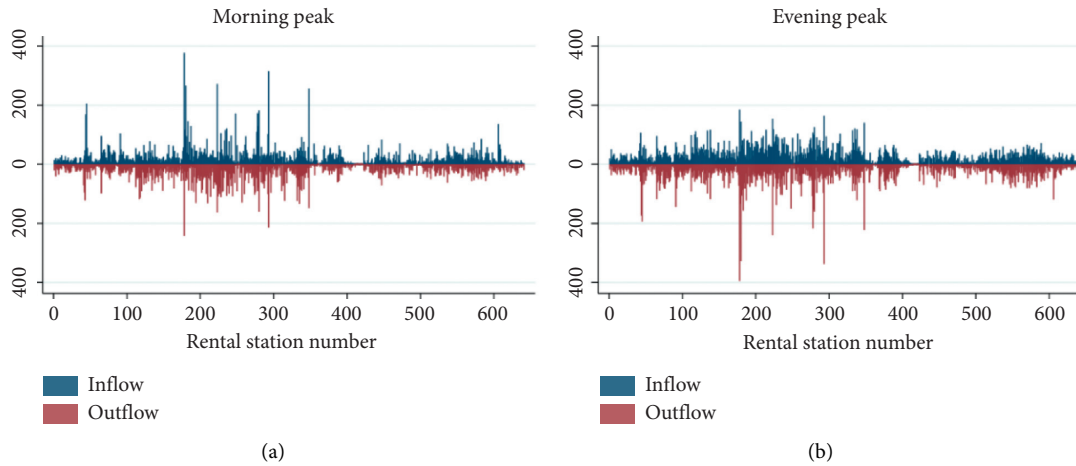 Morning peak
400
200
0
200
400
0 100 200 300 400 500 600
Rental station number
Inflow
Outflow
(a)
Evening peak
400
200
0
200
400
0 100 200 300 400 500 600
Rental station number
Inflow
Outflow
(b)